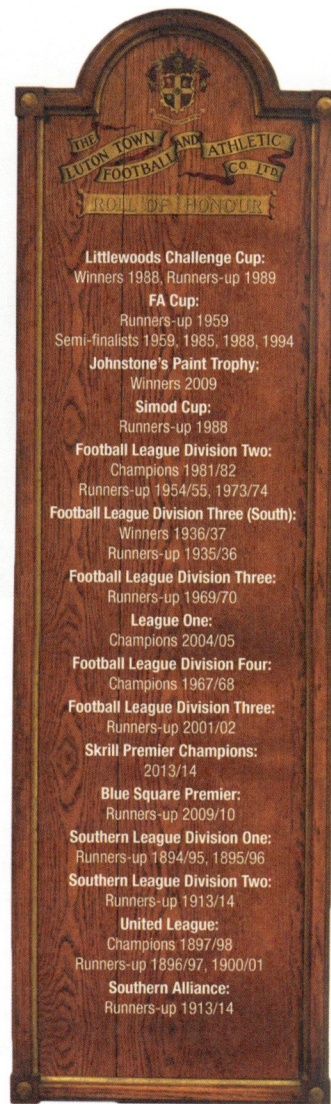 THE LUTON TOWN FOOTBALL AND ATHLETIC CO LTD.
ROLL OF HONOUR
Littlewoods Challenge Cup:
Winners 1988, Runners-up 1989
FA Cup:
Runners-up 1959
Semi-finalists 1959, 1985, 1988, 1994
Johnstone's Paint Trophy:
Winners 2009
Simod Cup:
Runners-up 1988
Football League Division Two:
Champions 1981/82
Runners-up 1954/55, 1973/74
Football League Division Three (South):
Winners 1936/37
Runners-up 1935/36
Football League Division Three:
Runners-up 1969/70
League One:
Champions 2004/05
Football League Division Four:
Champions 1967/68
Football League Division Three:
Runners-up 2001/02
Skrill Premier Champions:
2013/14
Blue Square Premier:
Runners-up 2009/10
Southern League Division One:
Runners-up 1894/95, 1895/96
Southern League Division Two:
Runners-up 1913/14
United League:
Champions 1897/98
Runners-up 1896/97, 1900/01
Southern Alliance:
Runners-up 1913/14